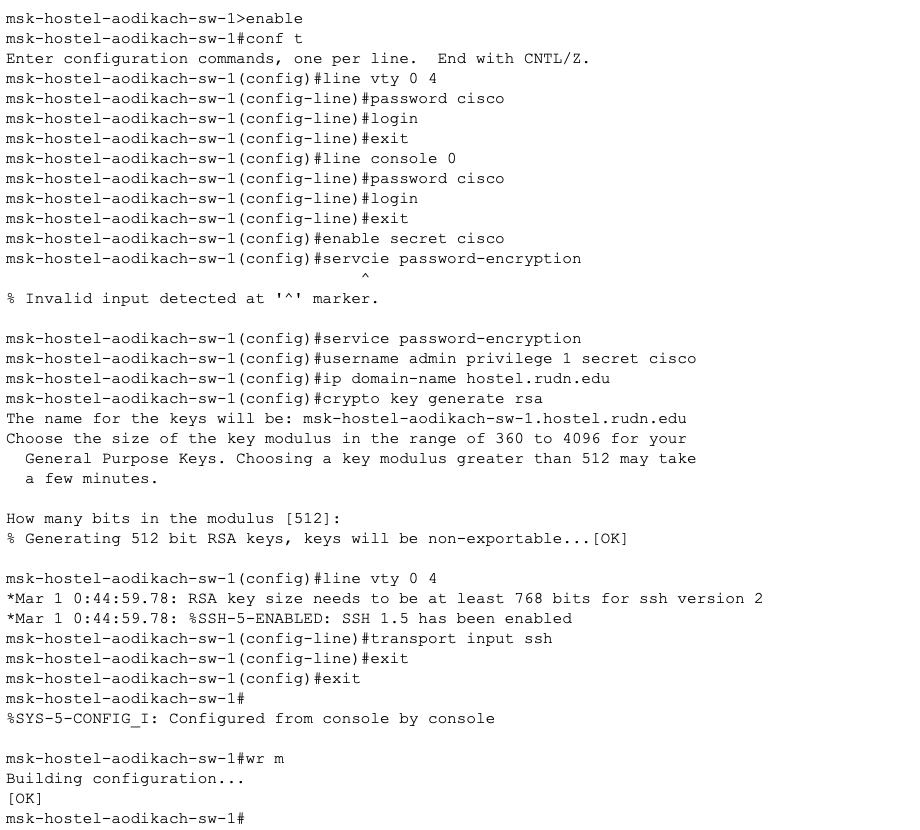 msk-hostel-aodikach-sw-1>enable
msk-hostel-aodikach-sw-1#conf t
Enter configuration commands, one per line.  End with CNTL/Z.
msk-hostel-aodikach-sw-1(config)#line vty 0 4
msk-hostel-aodikach-sw-1(config-line)#password cisco
msk-hostel-aodikach-sw-1(config-line)#login
msk-hostel-aodikach-sw-1(config-line)#exit
msk-hostel-aodikach-sw-1(config)#line console 0
msk-hostel-aodikach-sw-1(config-line)#password cisco
msk-hostel-aodikach-sw-1(config-line)#login
msk-hostel-aodikach-sw-1(config-line)#exit
msk-hostel-aodikach-sw-1(config)#enable secret cisco
msk-hostel-aodikach-sw-1(config)#servcie password-encryption
^
% Invalid input detected at '^' marker.
msk-hostel-aodikach-sw-1(config)#service password-encryption
msk-hostel-aodikach-sw-1(config)#username admin privilege 1 secret cisco
msk-hostel-aodikach-sw-1(config)#ip domain-name hostel.rudn.edu
msk-hostel-aodikach-sw-1(config)#crypto key generate rsa
The name for the keys will be: msk-hostel-aodikach-sw-1.hostel.rudn.edu
Choose the size of the key modulus in the range of 360 to 4096 for your
General Purpose Keys. Choosing a key modulus greater than 512 may take
a few minutes.
How many bits in the modulus [512]:
% Generating 512 bit RSA keys, keys will be non-exportable...[OK]
msk-hostel-aodikach-sw-1(config)#line vty 0 4
*Mar 1 0:44:59.78: RSA key size needs to be at least 768 bits for ssh version 2
*Mar 1 0:44:59.78: %SSH-5-ENABLED: SSH 1.5 has been enabled
msk-hostel-aodikach-sw-1(config-line)#transport input ssh
msk-hostel-aodikach-sw-1(config-line)#exit
msk-hostel-aodikach-sw-1(config)#exit
msk-hostel-aodikach-sw-1#
%SYS-5-CONFIG_I: Configured from console by console
msk-hostel-aodikach-sw-1#wr m
Building configuration...
[OK]
msk-hostel-aodikach-sw-1#